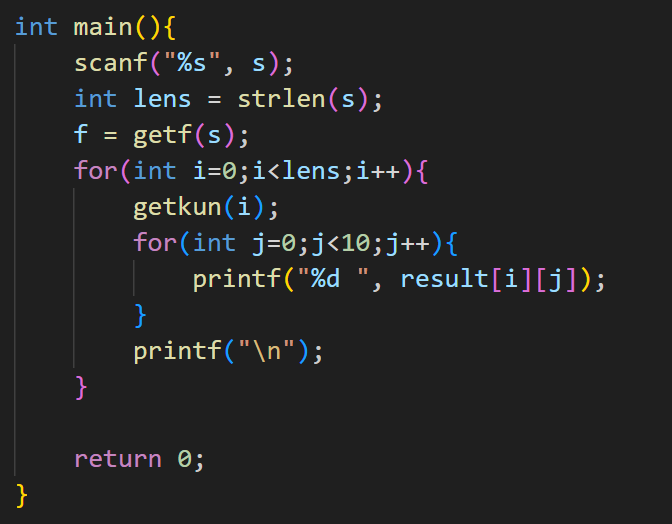 int main(){
    scanf("%s", s);
    int lens = strlen(s);
    f = getf(s);
    for(int i=0;i<lens;i++){
        getkun(i);
        for(int j=0;j<10;j++){
            printf("%d ", result[i][j]);
        }
        printf("\n");
    }

    return 0;
}